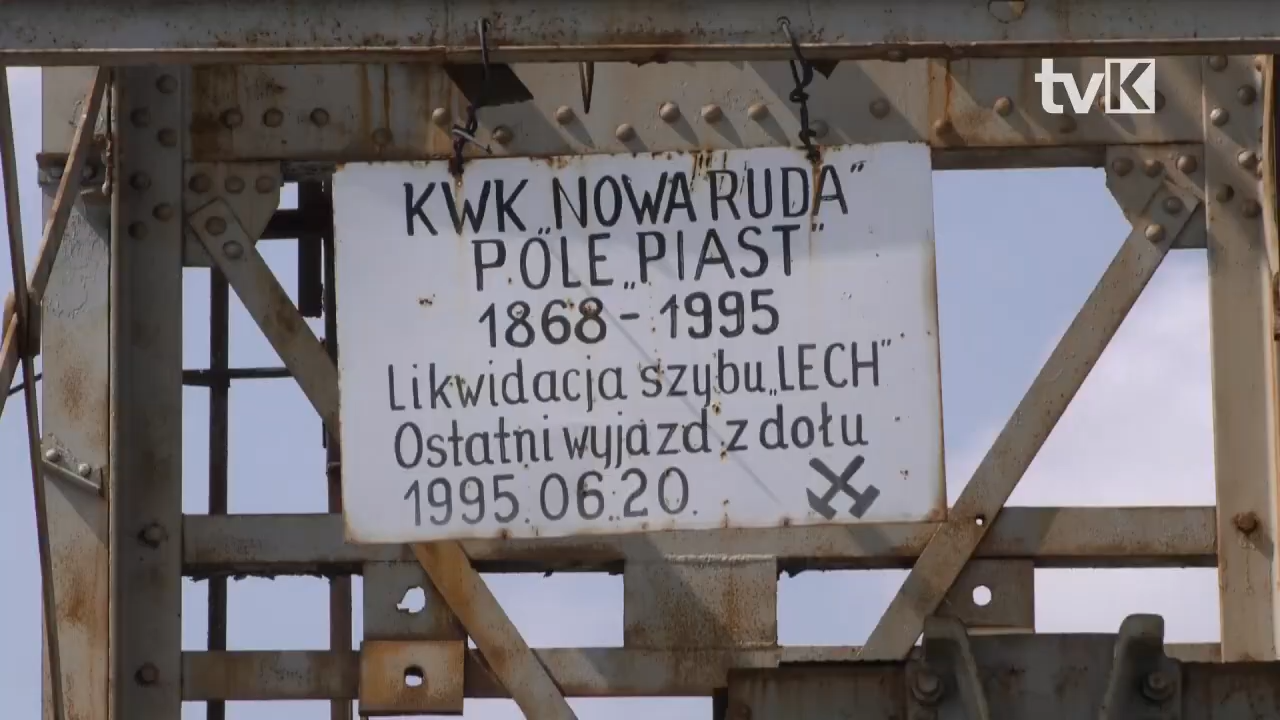 tvK
KWK „NOWA RUDA”
POLE „PIAST”
1868 - 1995
Likwidacja szybu „LECH”
Ostatni wyjazd z dołu
1995.06.20.